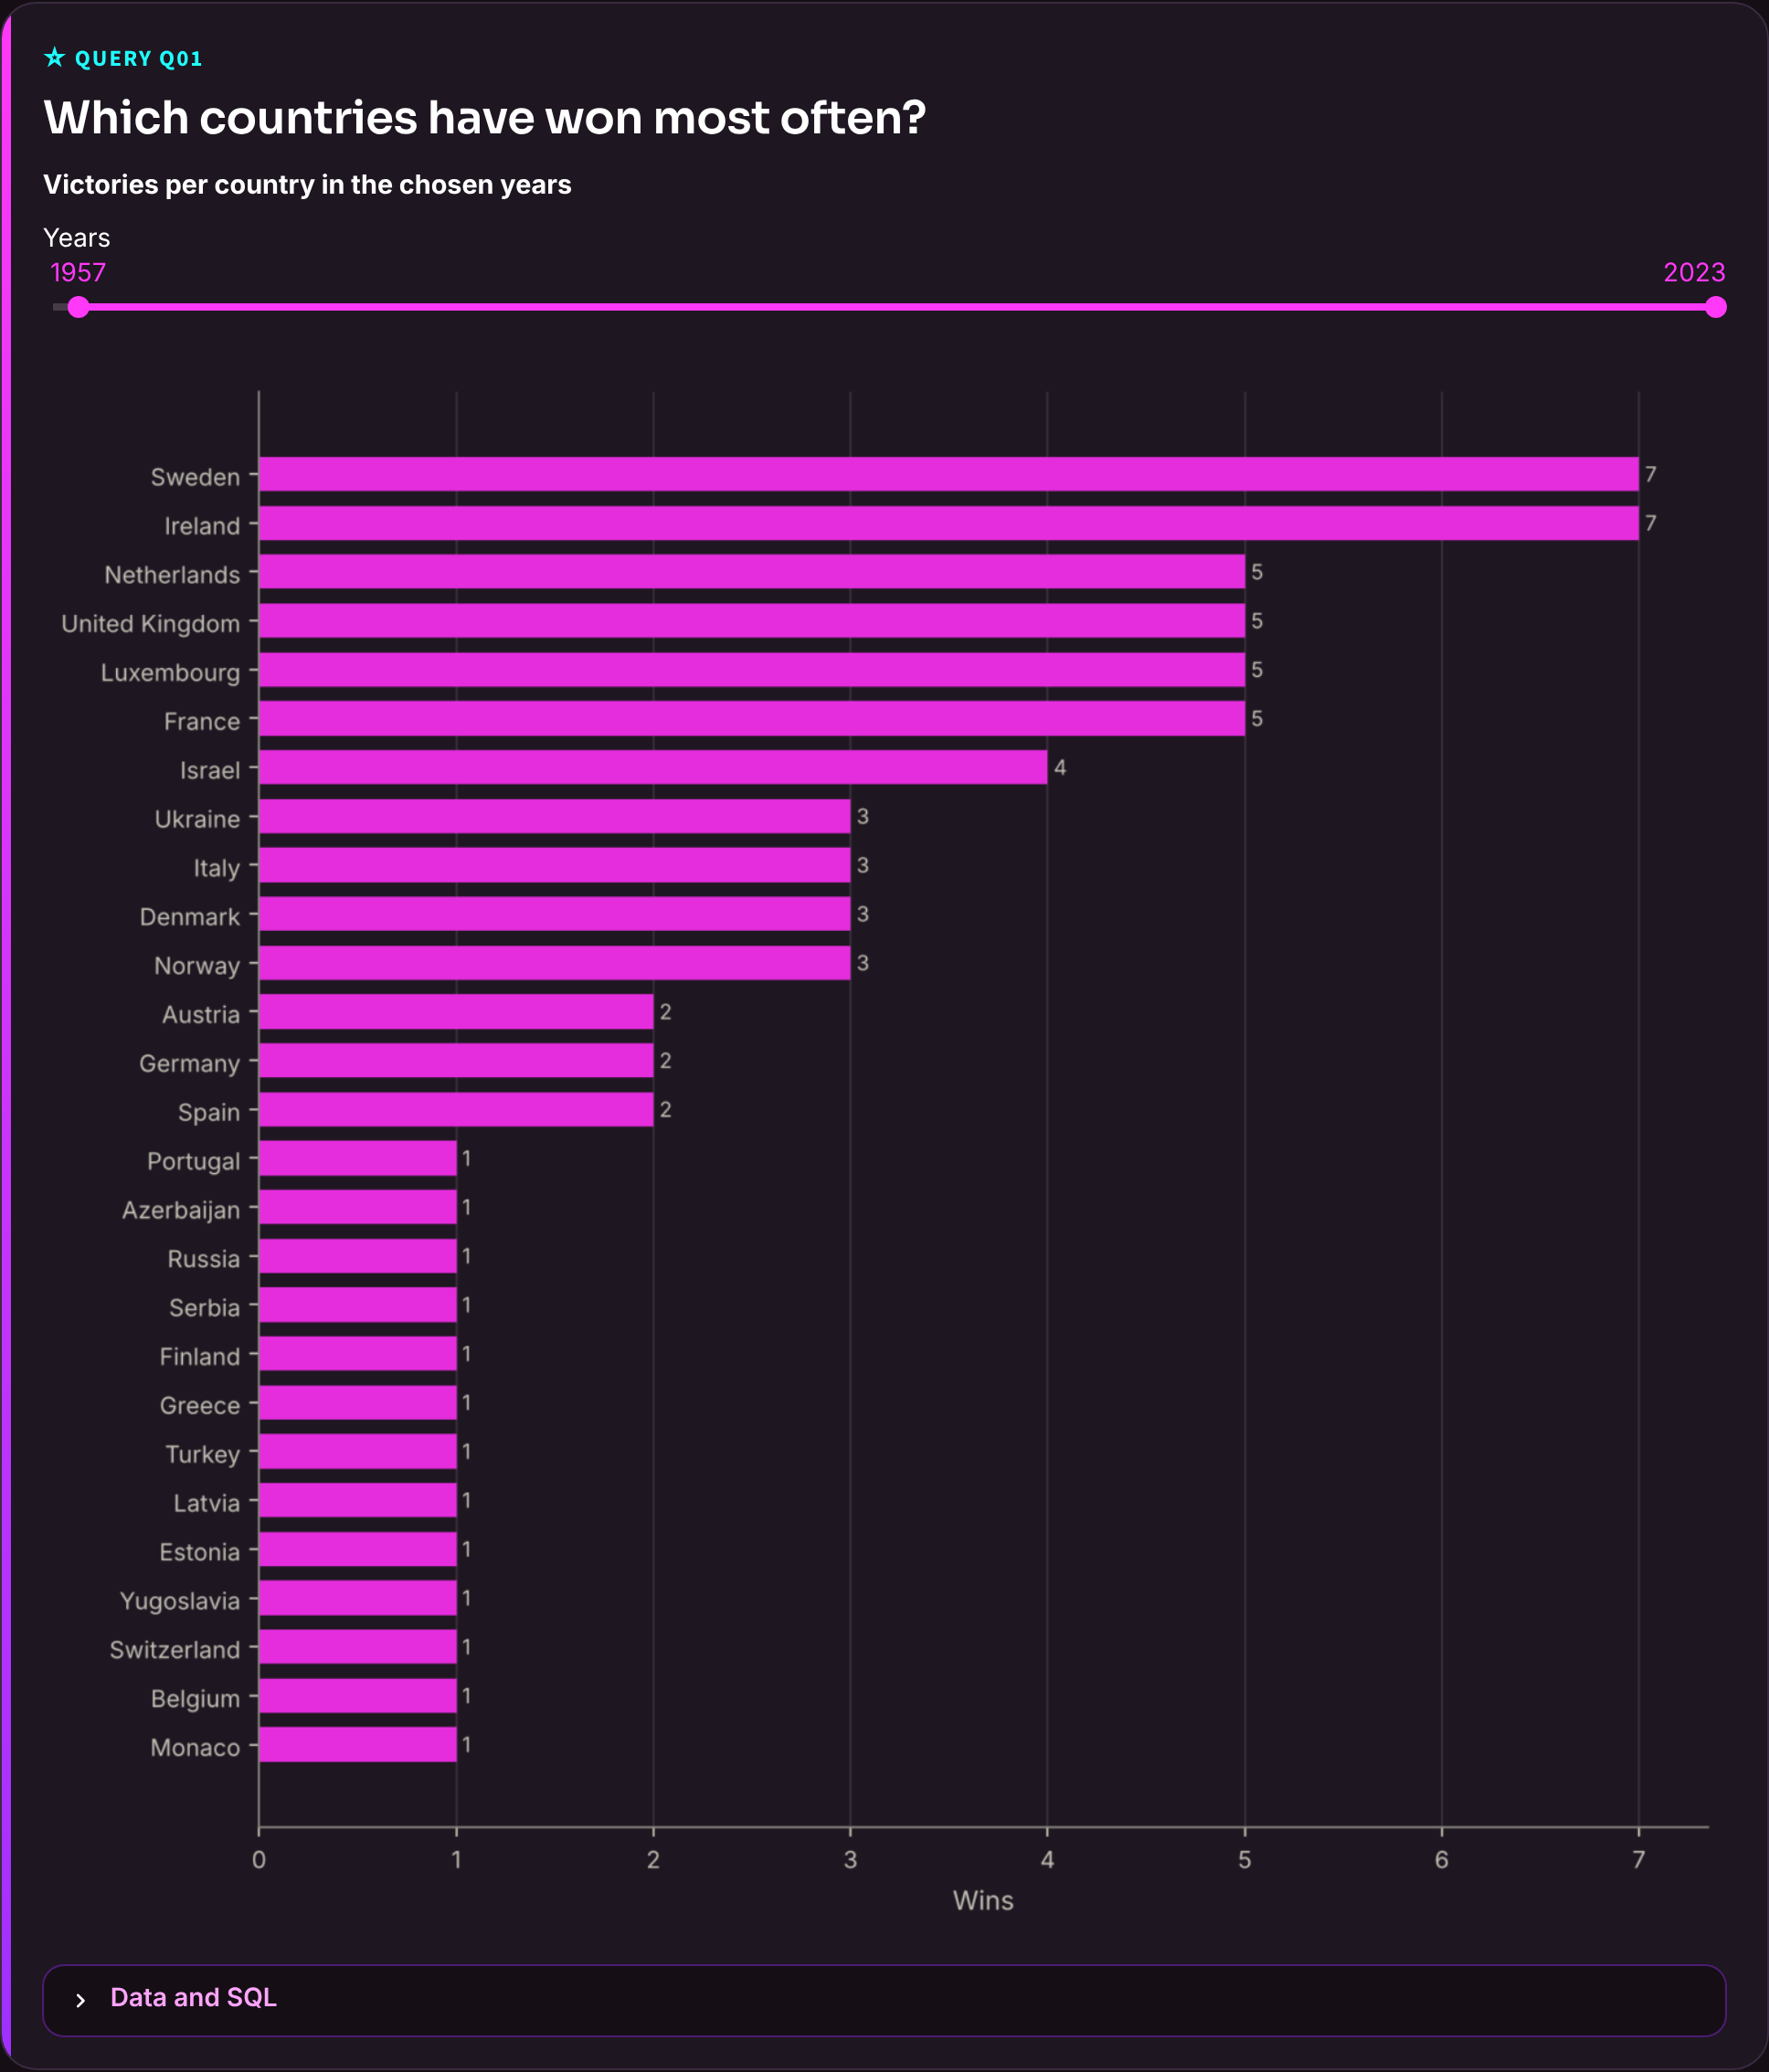 ☆ QUERY Q01
Which countries have won most often?
Victories per country in the chosen years
Years
1957 2023
Sweden 7
Ireland 7
Netherlands 5
United Kingdom 5
Luxembourg 5
France 5
Israel 4
Ukraine 3
Italy 3
Denmark 3
Norway 3
Austria 2
Germany 2
Spain 2
Portugal 1
Azerbaijan 1
Russia 1
Serbia 1
Finland 1
Greece 1
Turkey 1
Latvia 1
Estonia 1
Yugoslavia 1
Switzerland 1
Belgium 1
Monaco 1
0 1 2 3 4 5 6 7
Wins
Data and SQL